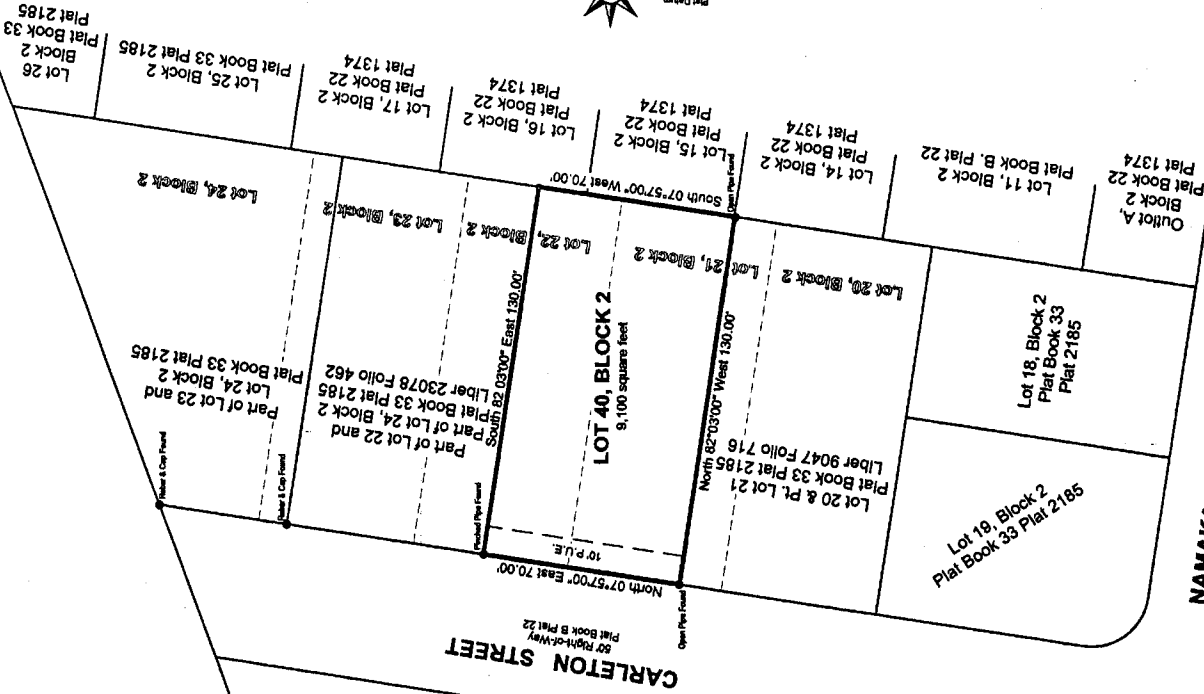 Plat Datum
Lot 26
Block 2
Plat Book 33
Plat 2185
Lot 25, Block 2
Plat Book 33 Plat 2185
Lot 17, Block 2
Plat Book 22
Plat 1374
Lot 16, Block 2
Plat Book 22
Plat 1374
Lot 15, Block 2
Plat Book 22
Plat 1374
Lot 14, Block 2
Plat Book 22
Plat 1374
Lot 11, Block 2
Plat Book B, Plat 22
Outlot A,
Block 2
Plat Book 22
Plat 1374
South 07°57'00" West 70.00'
Open Pipe Found
Lot 24, Block 2
Lot 23, Block 2
Lot 22, Block 2
Lot 21, Block 2
Lot 20, Block 2
Part of Lot 23 and
Lot 24, Block 2
Plat Book 33 Plat 2185
Part of Lot 22 and
Part of Lot 24, Block 2
Plat Book 33 Plat 2185
Liber 23078 Folio 462
South 82 03'00" East 130.00'
LOT 40, BLOCK 2
9,100 square feet
North 82°03'00" West 130.00'
Lot 20 & Pt. Lot 21
Plat Book 33 Plat 2185
Liber 9047 Folio 716
Lot 18, Block 2
Plat Book 33
Plat 2185
Lot 19, Block 2
Plat Book 33 Plat 2185
Rebar & Cap Found
Rebar & Cap Found
Pinched Pipe Found
10' P.U.E.
North 07°57'00" East 70.00'
Open Pipe Found
CARLETON STREET
50' Right-of-Way
Plat Book B Plat 22